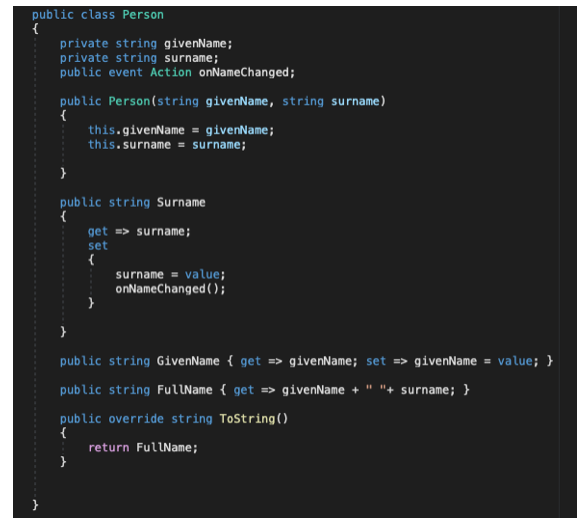 public class Person
{
    private string givenName;
    private string surname;
    public event Action onNameChanged;

    public Person(string givenName, string surname)
    {
        this.givenName = givenName;
        this.surname = surname;

    }

    public string Surname
    {
        get => surname;
        set
        {
            surname = value;
            onNameChanged();
        }

    }

    public string GivenName { get => givenName; set => givenName = value; }

    public string FullName { get => givenName + " "+ surname; }

    public override string ToString()
    {
        return FullName;
    }


}